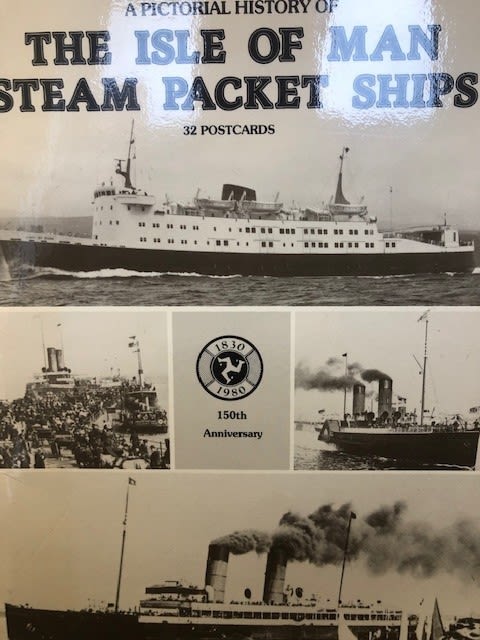 A PICTORIAL HISTORY OF
THE ISLE OF MAN
STEAM PACKET SHIPS
32 POSTCARDS
1830
1980
150th
Anniversary